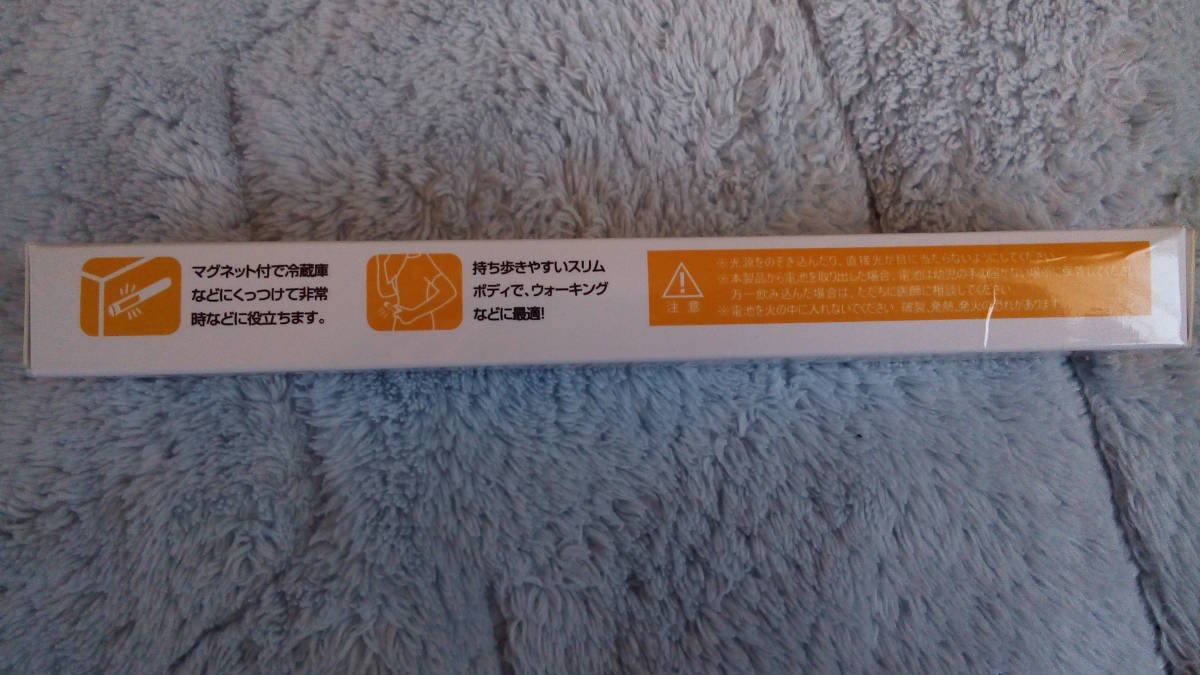 マグネット付で冷蔵庫
などにくっつけて非常
時などに役立ちます。
持ち歩きやすいスリム
ボディで、ウォーキング
などに最適!
注意
※光源をのぞき込んだり、直接光が目に当たらないようにしてください。
※本製品から電池を取り出した場合、電池は幼児の手の届かない場所に保管してください。
万一飲み込んだ場合は、ただちに医師に相談してください。
※電池を火の中に入れないでください。破裂、発熱、発火の恐れがあります。